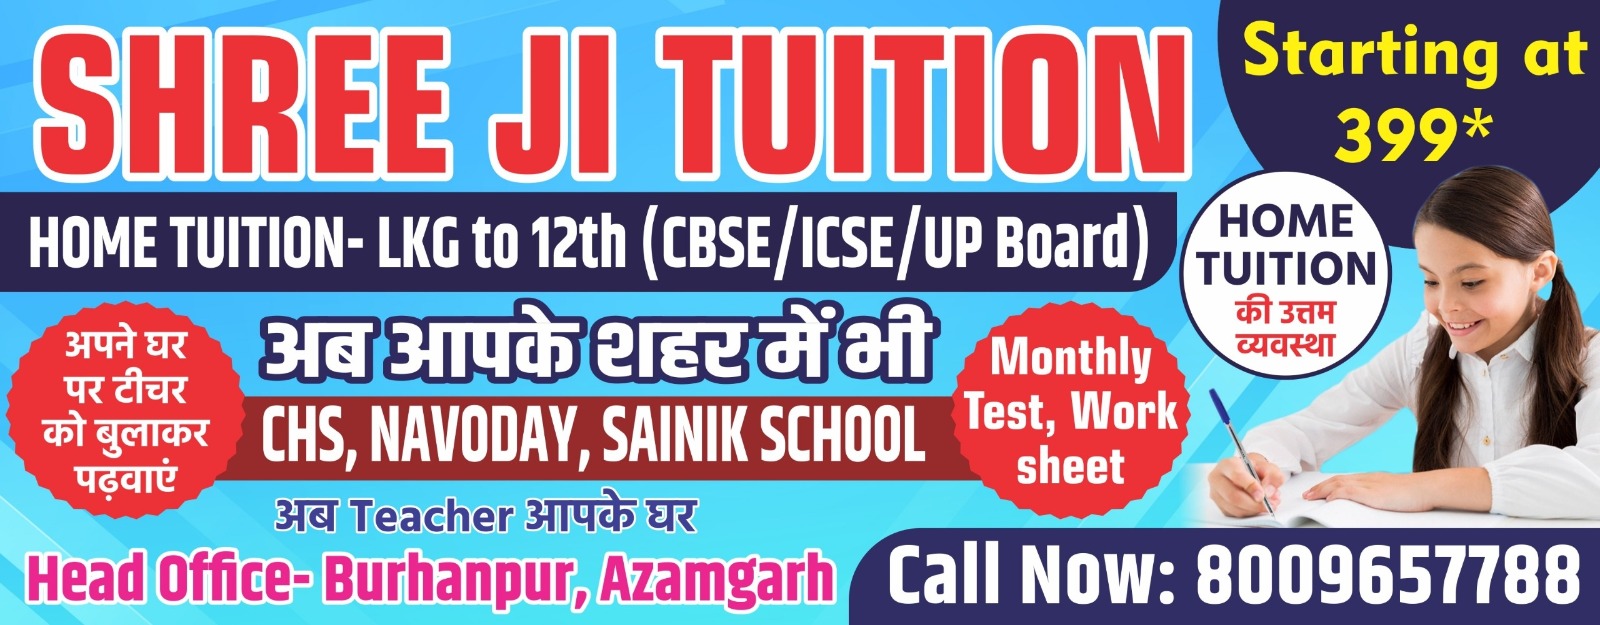 SHREE JI TUITION
Starting at
399*
HOME TUITION- LKG to 12th (CBSE/ICSE/UP Board)
HOME
TUITION
की उत्तम
व्यवस्था
अपने घर
पर टीचर
को बुलाकर
पढ़वाएं
अब आपके शहर में भी
CHS, NAVODAY, SAINIK SCHOOL
Monthly
Test, Work
sheet
अब Teacher आपके घर
Head Office- Burhanpur, Azamgarh
Call Now: 8009657788